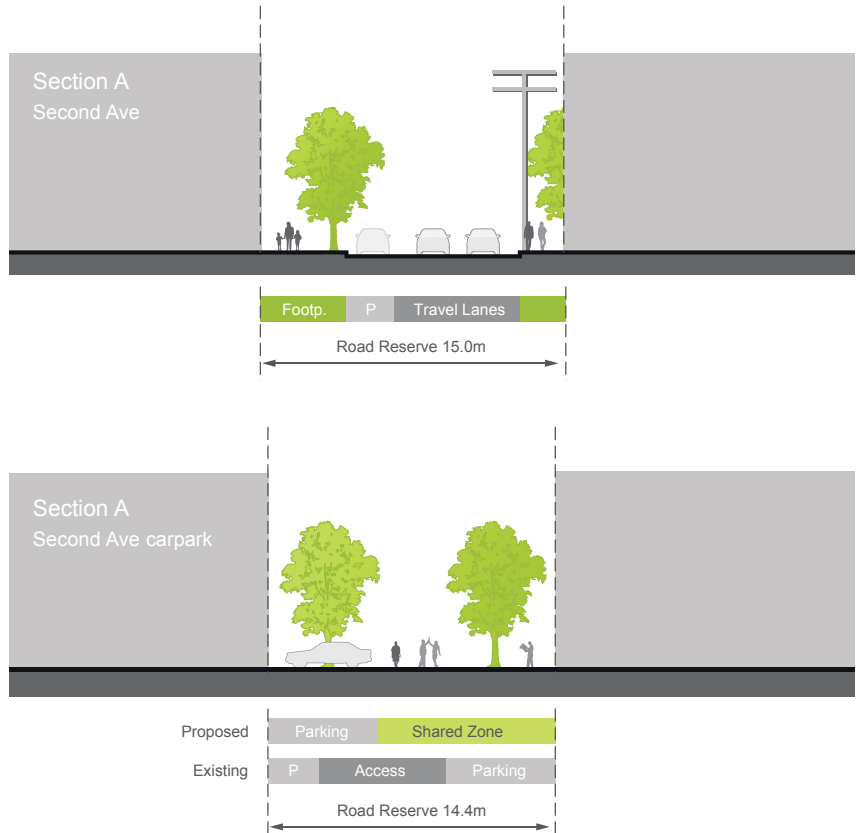 Section A
Second Ave
Footp. P Travel Lanes
Road Reserve 15.0m
Section A
Second Ave carpark
Proposed Parking Shared Zone
Existing P Access Parking
Road Reserve 14.4m